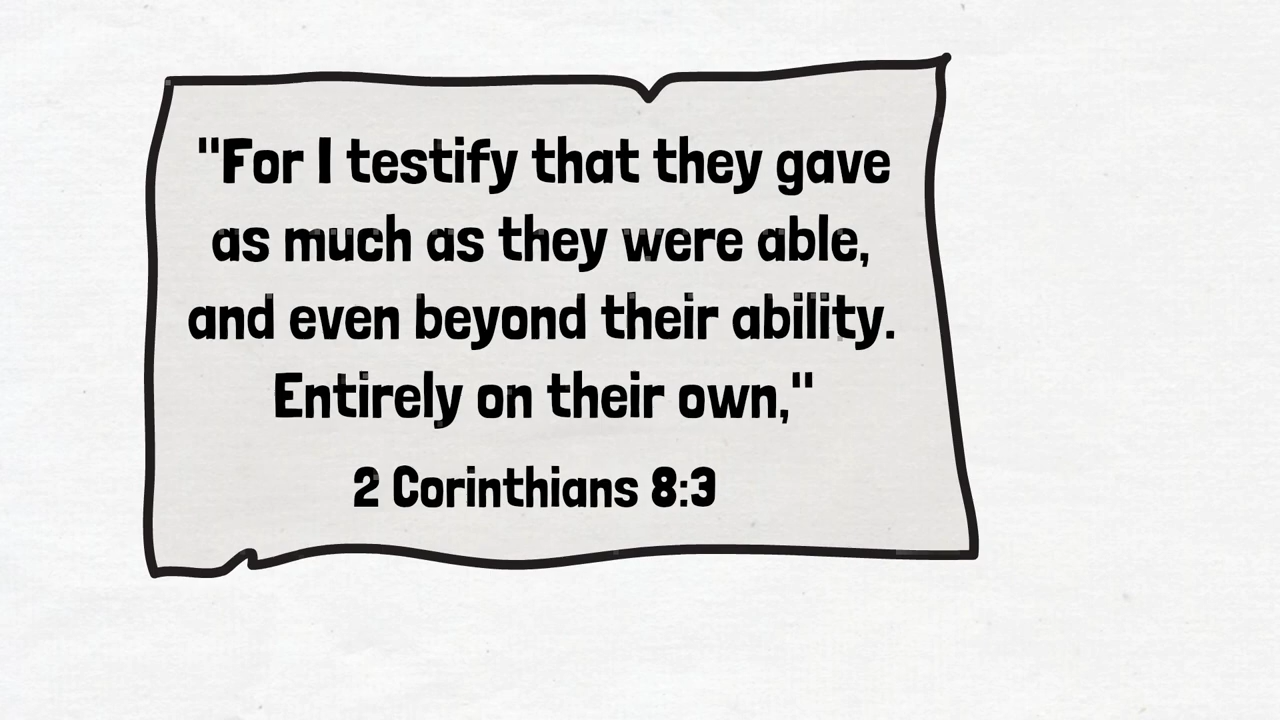 "For I testify that they gave
as much as they were able,
and even beyond their ability.
Entirely on their own,"
2 Corinthians 8:3